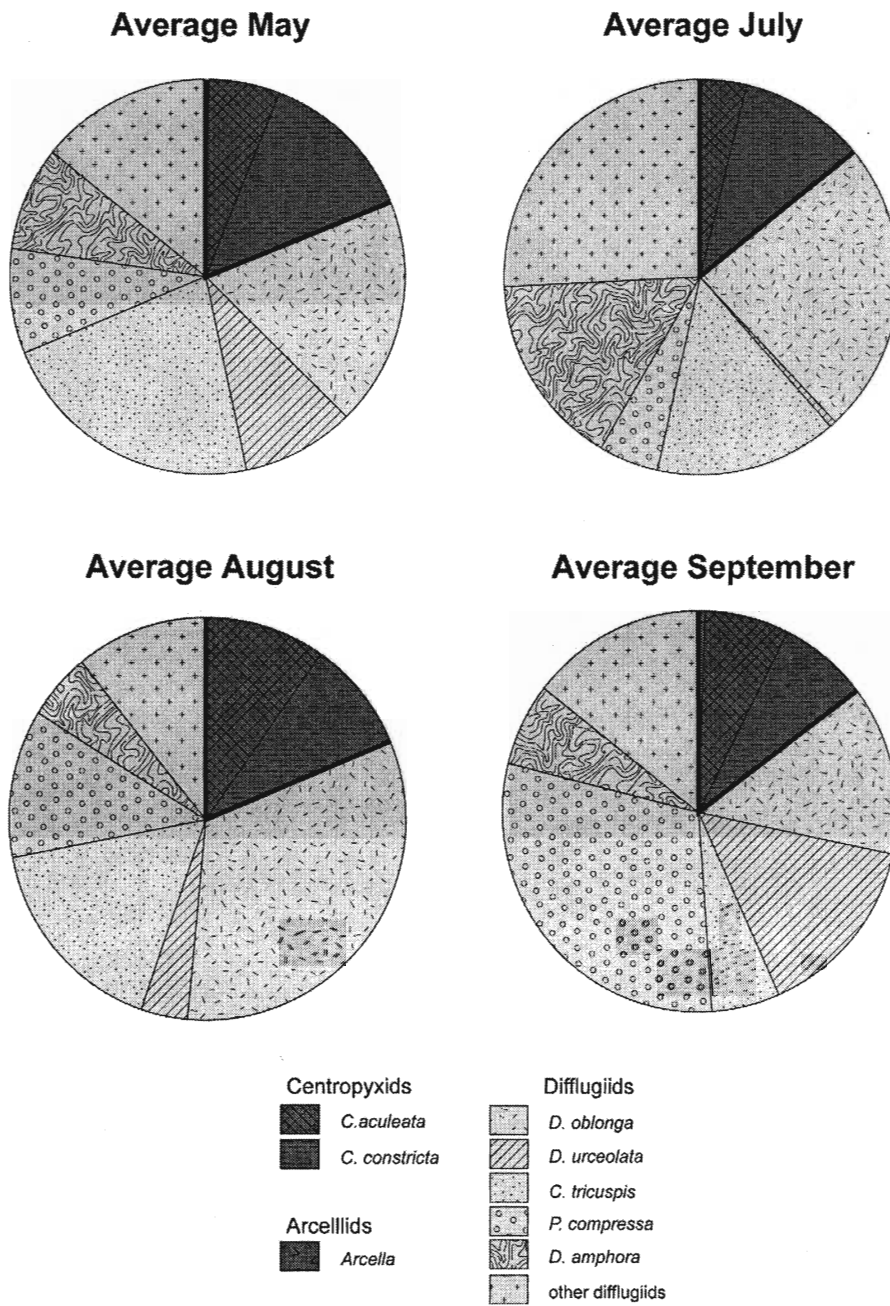 Average May
Average July
Average August
Average September
Centropyxids
C.aculeata
C. constricta
Arcelllids
Arcella
Difflugiids
D. oblonga
D. urceolata
C. tricuspis
P. compressa
D. amphora
other difflugiids